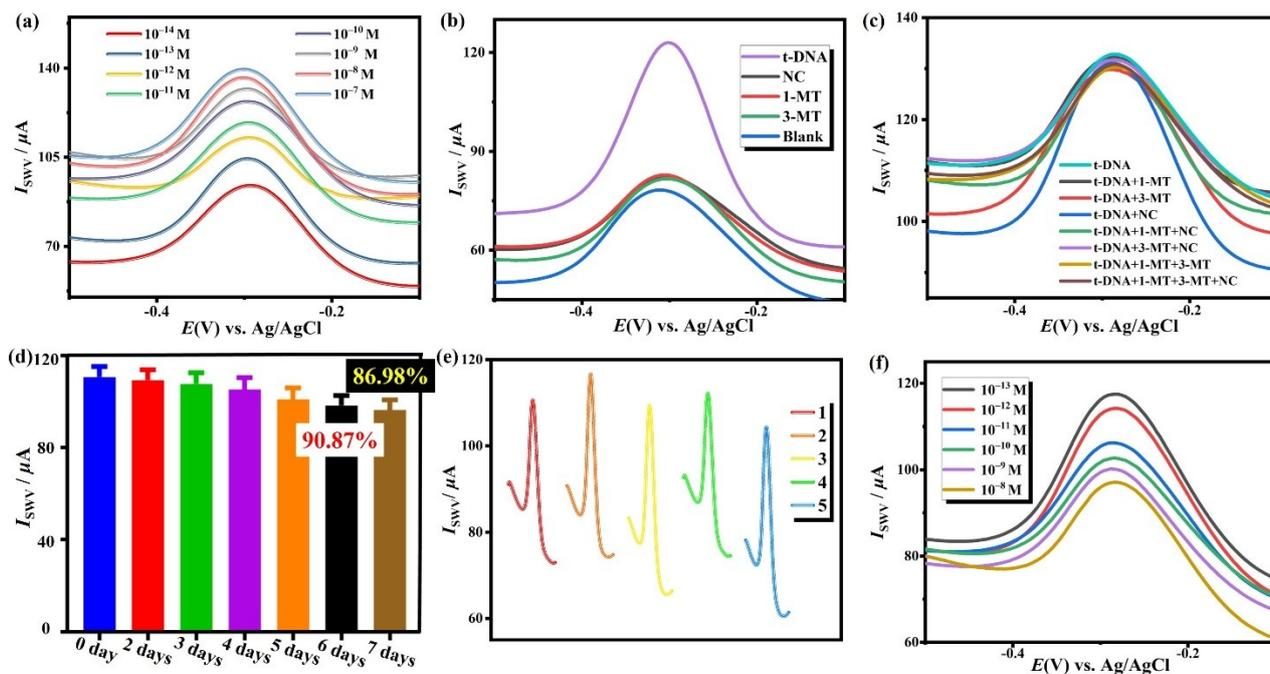 (a)
10⁻¹⁴ M
10⁻¹³ M
10⁻¹² M
10⁻¹¹ M
10⁻¹⁰ M
10⁻⁹ M
10⁻⁸ M
10⁻⁷ M
140
105
70
I_SWV / μA
-0.4
-0.2
E(V) vs. Ag/AgCl
(b)
t-DNA
NC
1-MT
3-MT
Blank
120
90
60
I_SWV / μA
-0.4
-0.2
E(V) vs. Ag/AgCl
(c)
140
120
100
I_SWV / μA
t-DNA
t-DNA+1-MT
t-DNA+3-MT
t-DNA+NC
t-DNA+1-MT+NC
t-DNA+3-MT+NC
t-DNA+1-MT+3-MT
t-DNA+1-MT+3-MT+NC
-0.4
-0.2
E(V) vs. Ag/AgCl
(d)
120
80
40
0
I_SWV / μA
86.98%
90.87%
0 day
2 days
3 days
4 days
5 days
6 days
7 days
(e)
120
100
80
60
I_SWV/ μA
1
2
3
4
5
(f)
120
100
80
60
I_SWV / μA
10⁻¹³ M
10⁻¹² M
10⁻¹¹ M
10⁻¹⁰ M
10⁻⁹ M
10⁻⁸ M
-0.4
-0.2
E(V) vs. Ag/AgCl